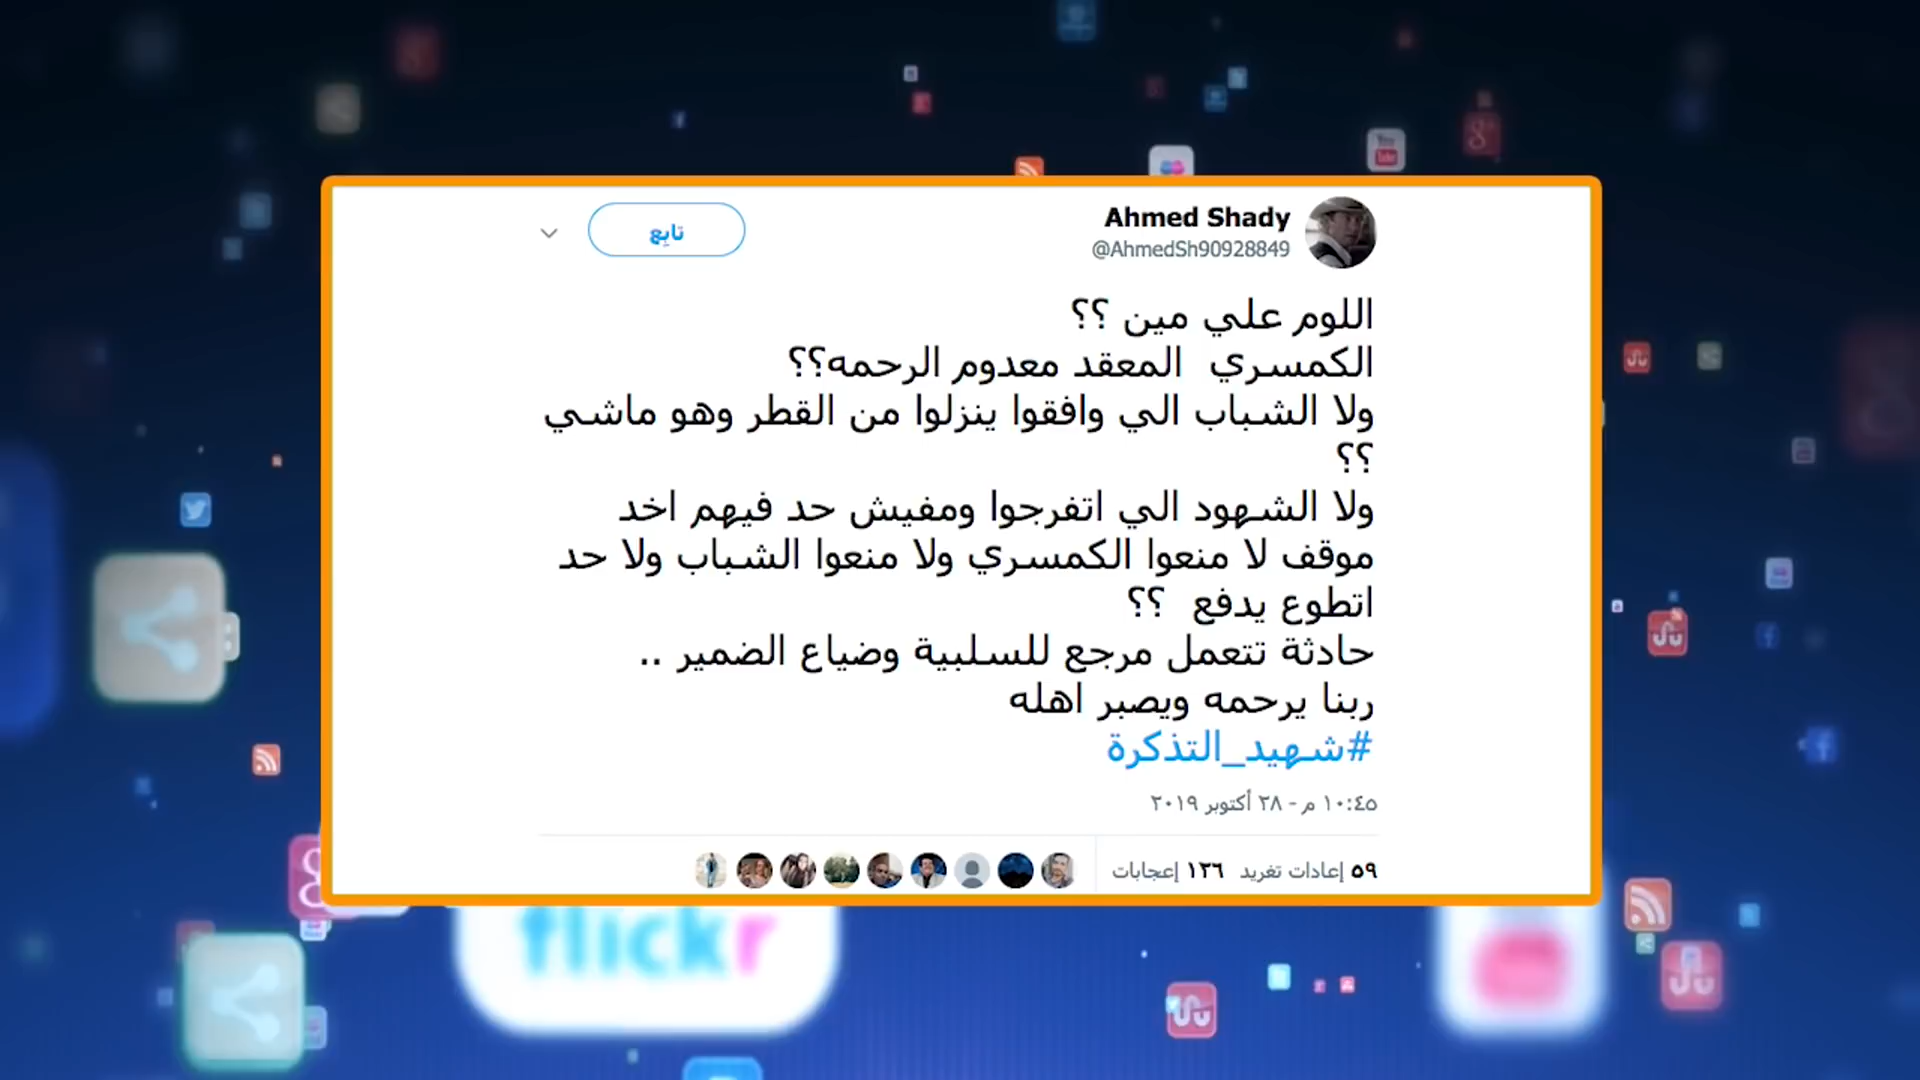 Ahmed Shady
@AhmedSh90928849
تابِع
اللوم علي مين ؟؟
الكمسري المعقد معدوم الرحمه؟؟
ولا الشباب الي وافقوا ينزلوا من القطر وهو ماشي
؟؟
ولا الشهود الي اتفرجوا ومفيش حد فيهم اخد
موقف لا منعوا الكمسري ولا منعوا الشباب ولا حد
اتطوع يدفع ؟؟
حادثة تتعمل مرجع للسلبية وضياع الضمير ..
ربنا يرحمه ويصبر اهله
#شهيد_التذكرة
١٠:٤٥ م - ٢٨ أكتوبر ٢٠١٩
٥٩ إعادات تغريد ١٣٦ إعجابات
flickr
You
Tube